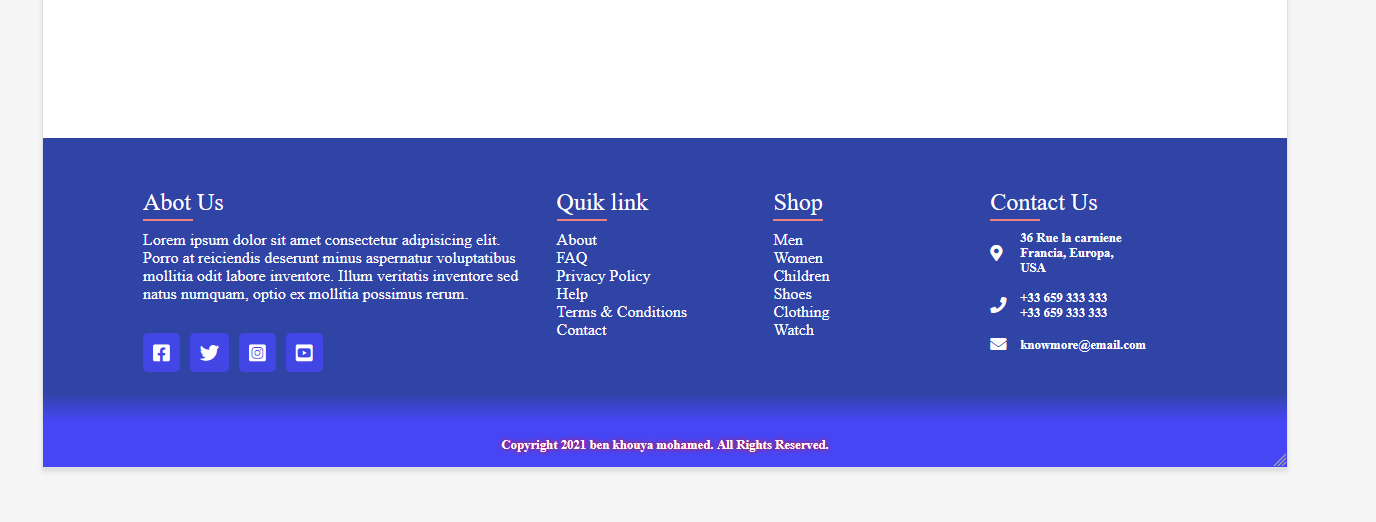 Abot Us
Lorem ipsum dolor sit amet consectetur adipisicing elit.
Porro at reiciendis deserunt minus aspernatur voluptatibus
mollitia odit labore inventore. Illum veritatis inventore sed
natus numquam, optio ex mollitia possimus rerum.
Quik link
About
FAQ
Privacy Policy
Help
Terms & Conditions
Contact
Shop
Men
Women
Children
Shoes
Clothing
Watch
Contact Us
36 Rue la carniene
Francia, Europa,
USA
+33 659 333 333
+33 659 333 333
knowmore@email.com
Copyright 2021 ben khouya mohamed. All Rights Reserved.